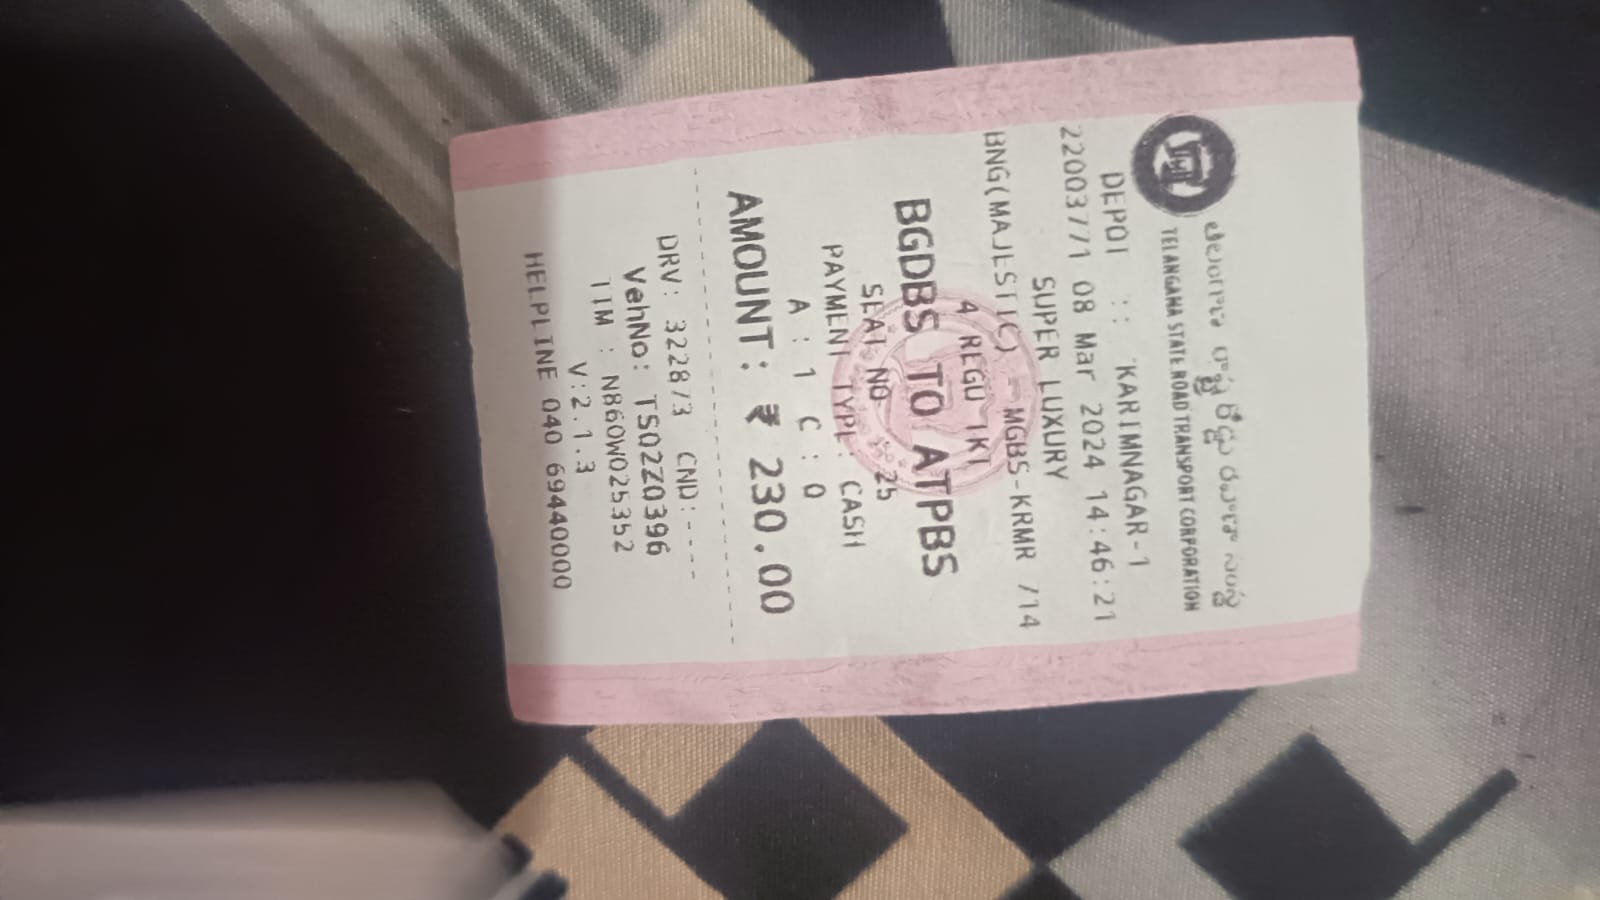 తెలంగాణ రాష్ట్ర రోడ్డు రవాణా సంస్థ
TELANGANA STATE ROAD TRANSPORT CORPORATION
DEPOT :: KARIMNAGAR-1
22003771 08 Mar 2024 14:46:21
SUPER LUXURY
BNG(MAJESTIC) - MGBS-KRMR /14
4 REGU TKT
BGDBS TO ATPBS
SEAT NO 25
PAYMENT TYPE: CASH
A : 1 C : 0
AMOUNT: ₹ 230.00
DRV: 322873 CND:----
VehNo: TS02Z0396
TIM : N860W025352
V:2.1.3
HELPLINE 040 69440000